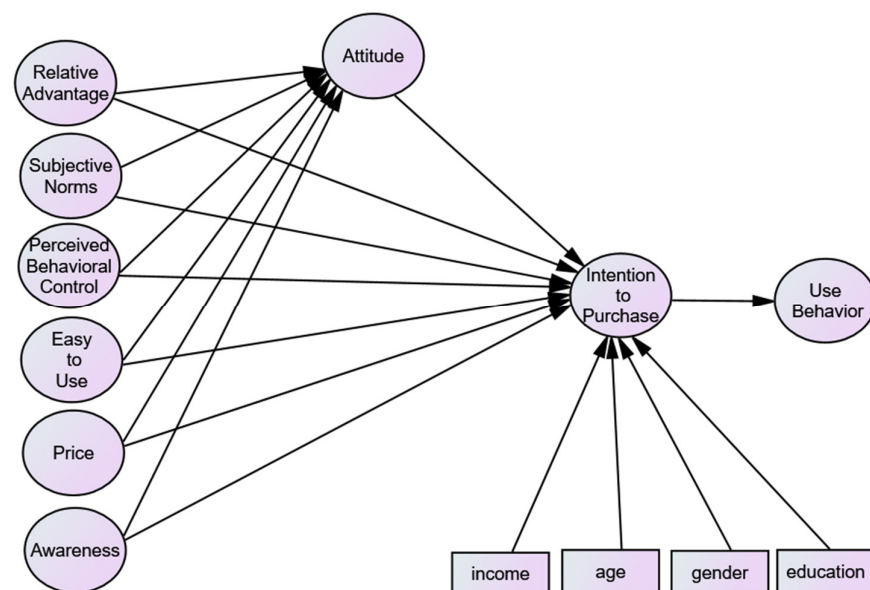 Attitude
Relative
Advantage
Subjective
Norms
Perceived
Behavioral
Control
Easy
to
Use
Price
Awareness
Intention
to
Purchase
Use
Behavior
income
age
gender
education